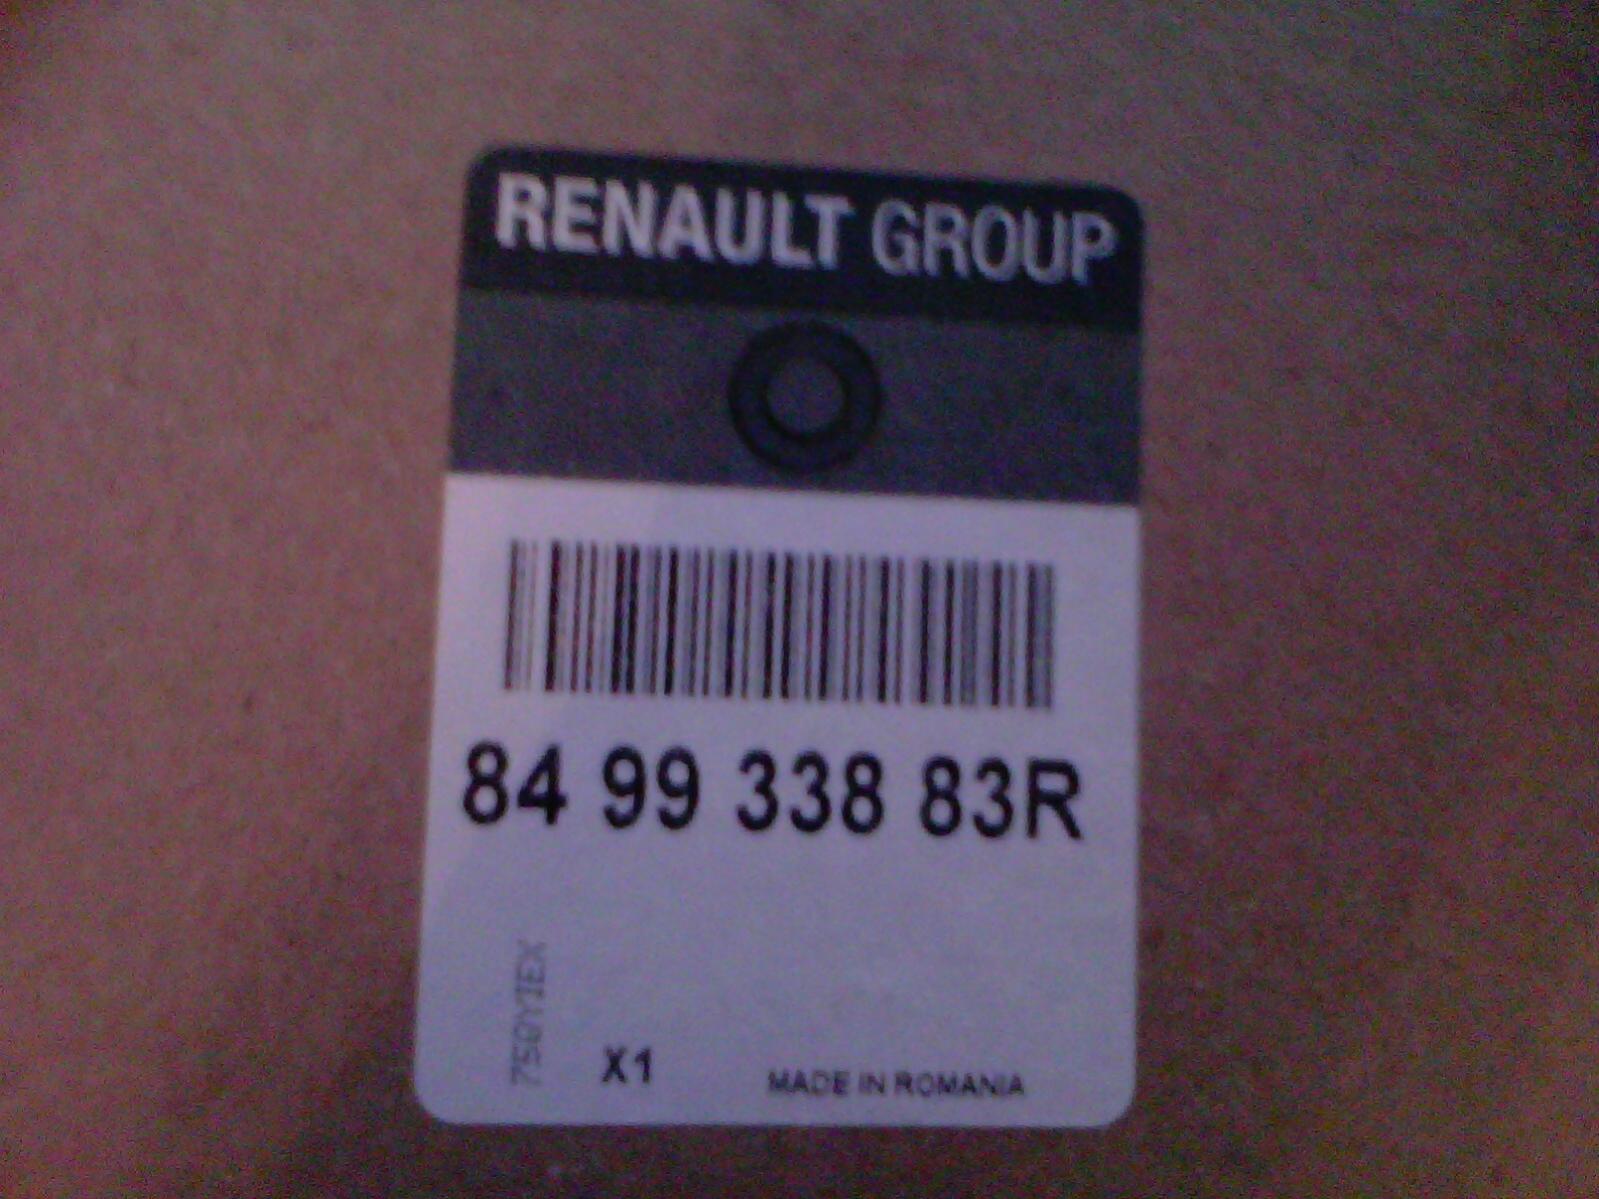 RENAULT GROUP
84 99 338 83R
X1
MADE IN ROMANIA